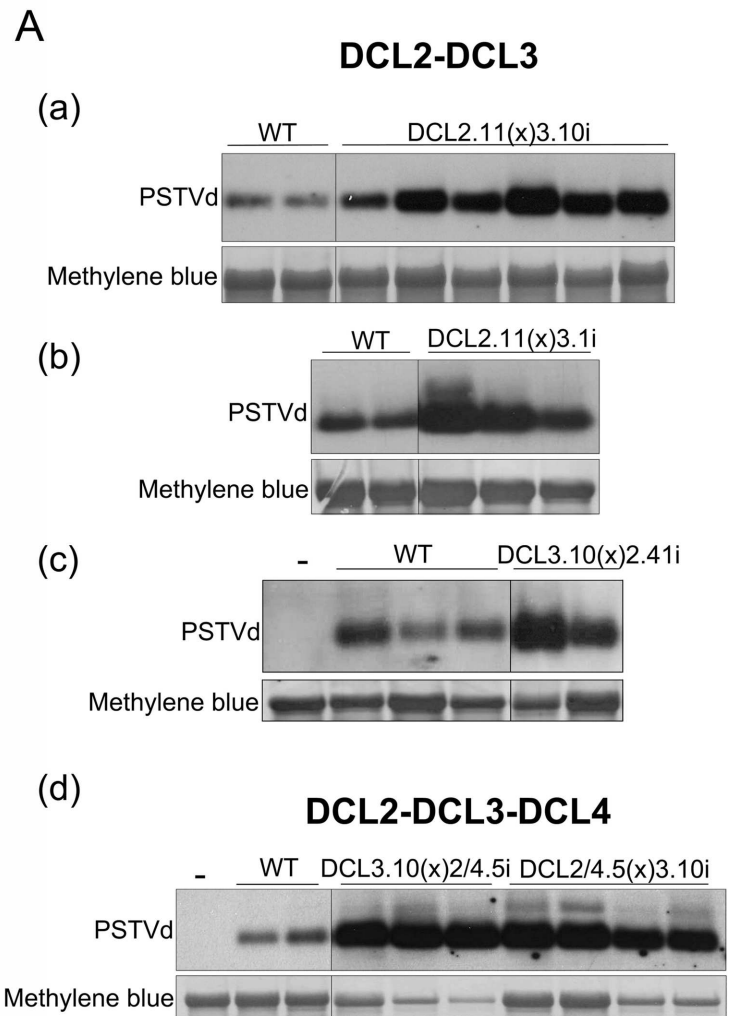 A
DCL2-DCL3
(a)
WT DCL2.11(x)3.10i
PSTVd
Methylene blue
(b)
WT DCL2.11(x)3.1i
PSTVd
Methylene blue
(c)
- WT DCL3.10(x)2.41i
PSTVd
Methylene blue
(d)
DCL2-DCL3-DCL4
- WT DCL3.10(x)2/4.5i DCL2/4.5(x)3.10i
PSTVd
Methylene blue